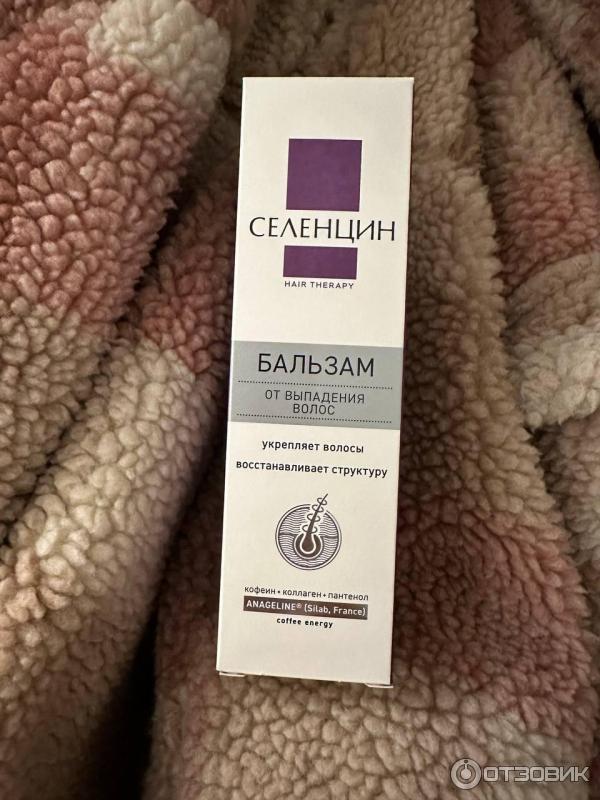 СЕЛЕНЦИН
HAIR THERAPY
БАЛЬЗАМ
ОТ ВЫПАДЕНИЯ
ВОЛОС
укрепляет волосы
восстанавливает структуру
кофеин • коллаген • пантенол
ANAGELINE® (Silab, France)
coffee energy
ОТЗОВИК